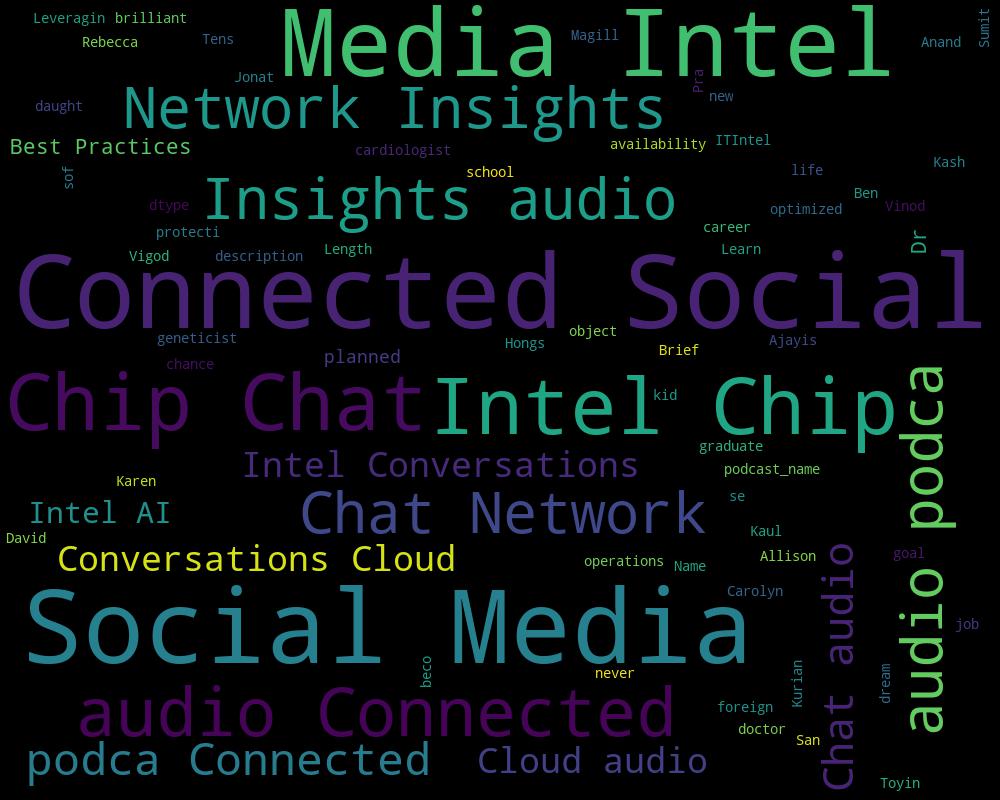 Leveragin brilliant
Media Intel
Sumit
Rebecca
Tens
Magill
Anand
Jonat
Pra
daught
Network Insights
new
Best Practices
cardiologist
availability
ITIntel
sof
school
life
Kash
dtype
Insights audio
optimized
Ben
Vinod
protecti
career
Dr
Vigod
description
Length
Learn
Connected Social
geneticist
Hongs
object
Brief
Ajayis
chance
planned
Chip Chat
Intel Chip
kid
audio podca
graduate
Intel Conversations
podcast_name
Karen
Intel AI
Chat Network
se
David
Kaul
Conversations Cloud
operations
Name
Allison
goal
Chat audio
Carolyn
Social Media
job
beco
never
Kurian
dream
audio Connected
foreign
doctor
San
podca Connected
Cloud audio
Toyin